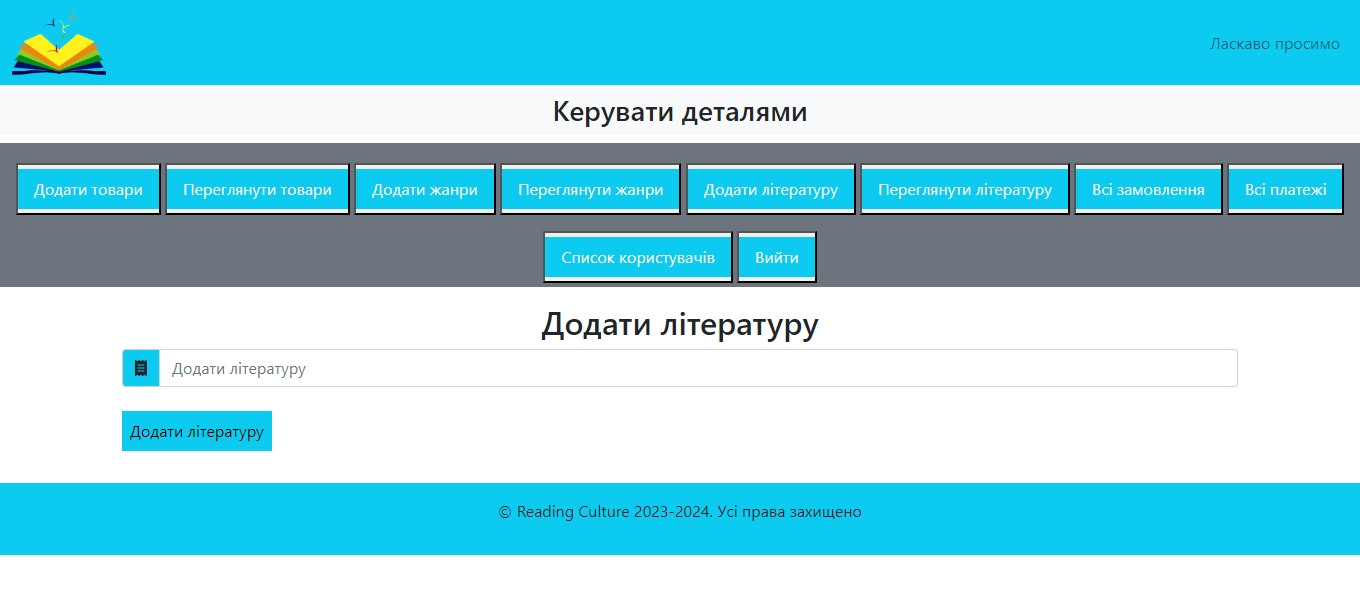 Ласкаво просимо
Керувати деталями
Додати товари Переглянути товари Додати жанри Переглянути жанри Додати літературу Переглянути літературу Всі замовлення Всі платежі
Список користувачів Вийти
Додати літературу
Додати літературу
Додати літературу
© Reading Culture 2023-2024. Усі права захищено